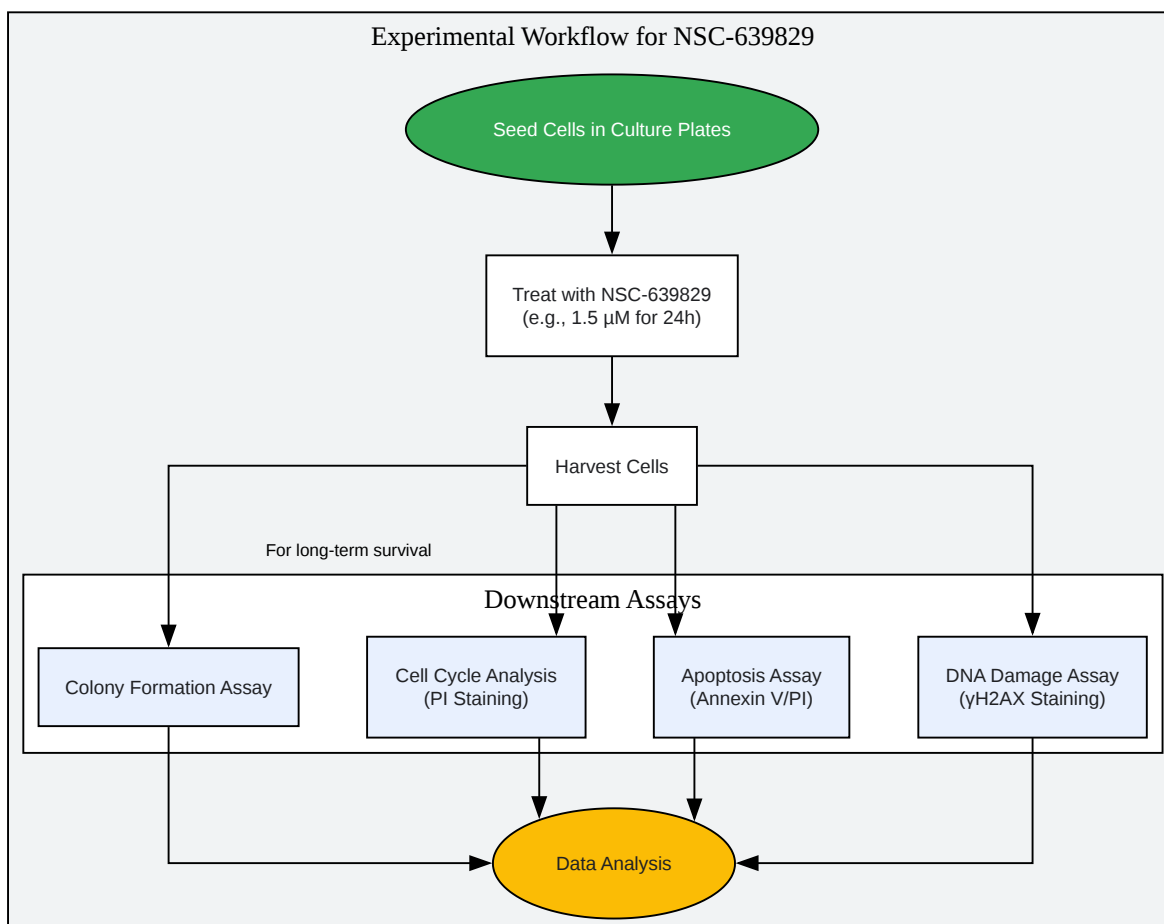 Experimental Workflow for NSC-639829
Seed Cells in Culture Plates
Treat with NSC-639829
(e.g., 1.5 µM for 24h)
Harvest Cells
For long-term survival
Downstream Assays
Colony Formation Assay
Cell Cycle Analysis
(PI Staining)
Apoptosis Assay
(Annexin V/PI)
DNA Damage Assay
(γH2AX Staining)
Data Analysis